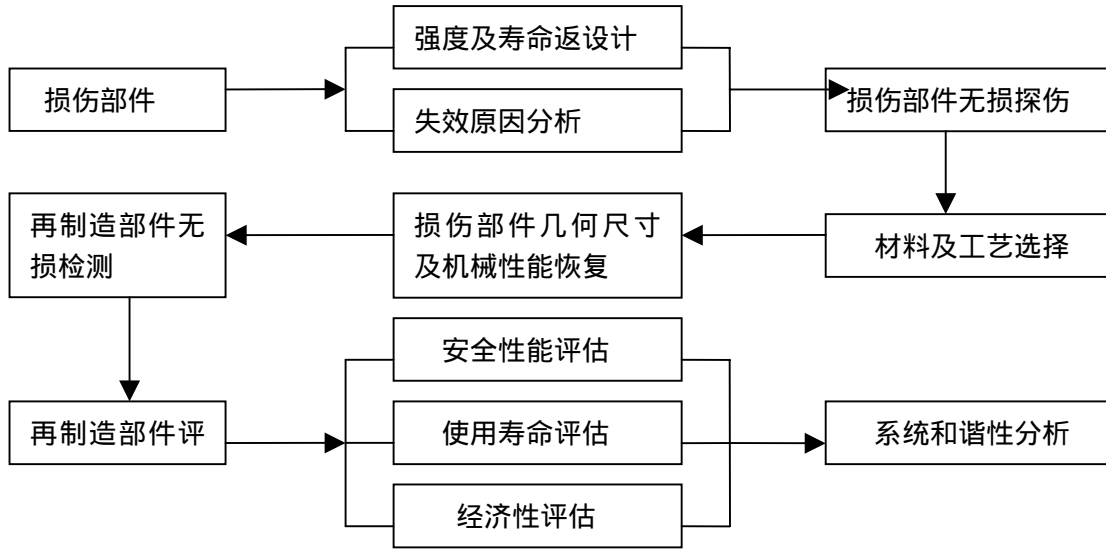 强度及寿命返设计
损伤部件
失效原因分析
损伤部件无损探伤
材料及工艺选择
损伤部件几何尺寸
及机械性能恢复
再制造部件无
损检测
再制造部件评
安全性能评估
使用寿命评估
经济性评估
系统和谐性分析